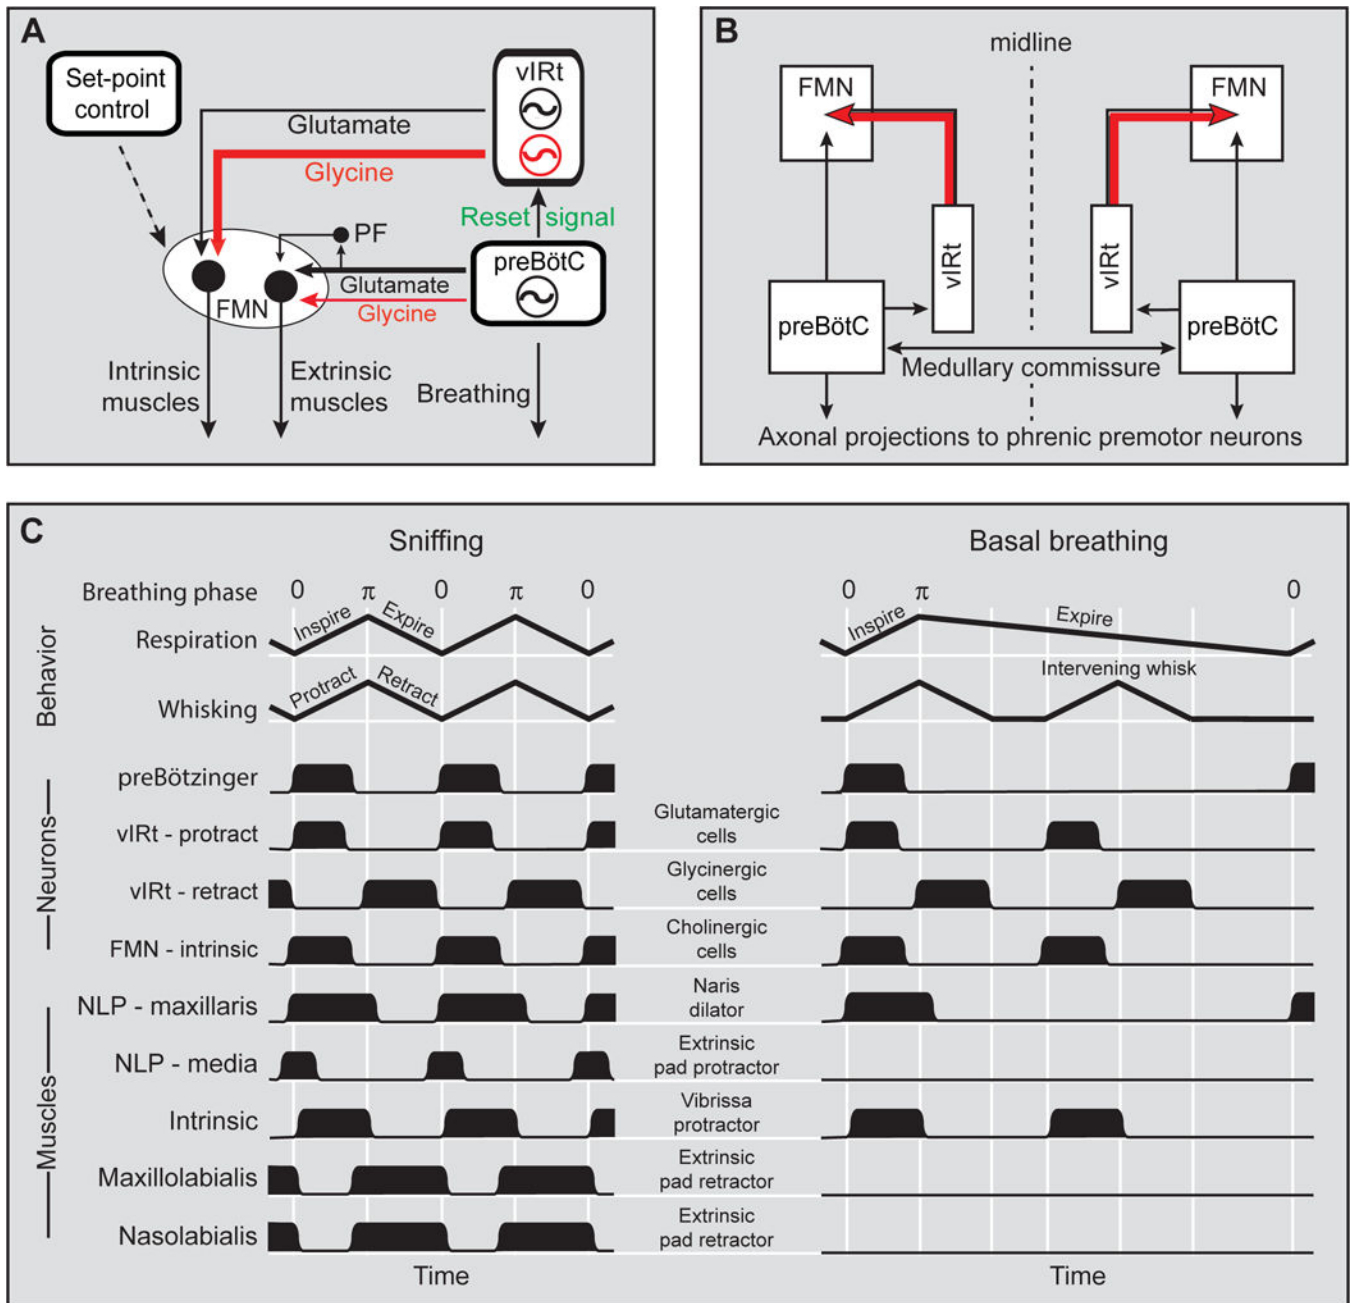 A
Set-point
control
vIRt
Glutamate
Glycine
Reset signal
PF
preBötC
Glutamate
Glycine
FMN
Intrinsic
muscles
Extrinsic
muscles
Breathing
B
midline
FMN
FMN
vIRt
vIRt
preBötC
preBötC
Medullary commissure
Axonal projections to phrenic premotor neurons
C
Sniffing
Basal breathing
Breathing phase
0 π 0 π 0
0 π 0
Behavior
Respiration
Inspire
Expire
Inspire
Expire
Whisking
Protract
Retract
Intervening whisk
Neurons
preBötzinger
vIRt - protract
Glutamatergic
cells
vIRt - retract
Glycinergic
cells
FMN - intrinsic
Cholinergic
cells
Muscles
NLP - maxillaris
Naris
dilator
NLP - media
Extrinsic
pad protractor
Intrinsic
Vibrissa
protractor
Maxillolabialis
Extrinsic
pad retractor
Nasolabialis
Extrinsic
pad retractor
Time
Time